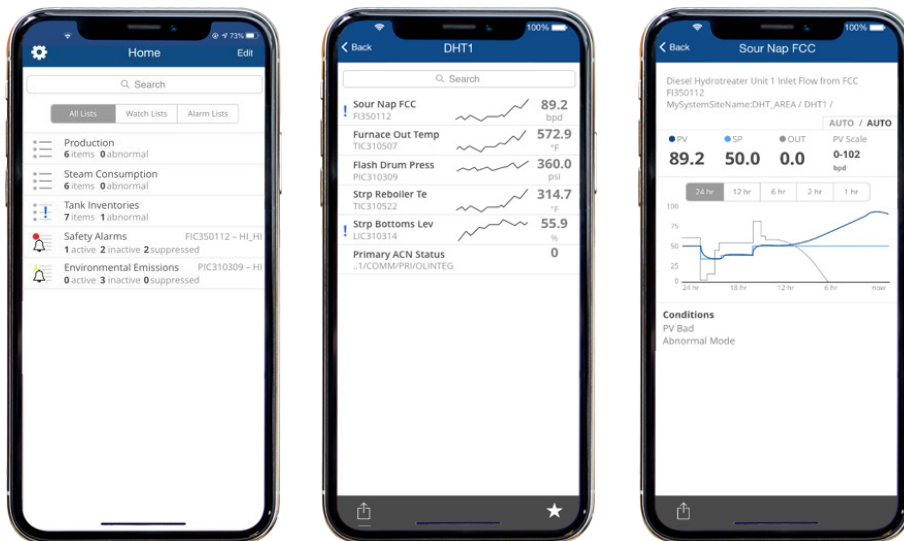 73%
Home
Edit
Search
All Lists
Watch Lists
Alarm Lists
Production
6 items 0 abnormal
Steam Consumption
6 items 0 abnormal
Tank Inventories
7 items 1 abnormal
Safety Alarms
FIC350112 – HI_HI
1 active 2 inactive 2 suppressed
Environmental Emissions
PIC310309 – HI
0 active 3 inactive 0 suppressed
100%
Back
DHT1
Search
! Sour Nap FCC
FI350112
89.2
bpd
Furnace Out Temp
TIC310507
572.9
°F
Flash Drum Press
PIC310309
360.0
psi
Strp Reboiler Te
TIC310522
314.7
°F
! Strp Bottoms Lev
LIC310314
55.9
%
Primary ACN Status
..1/COMM/PRI/OLINTEG
0
100%
Back
Sour Nap FCC
Diesel Hydrotreater Unit 1 Inlet Flow from FCC
FI350112
MySystemSiteName:DHT_AREA / DHT1 /
AUTO / AUTO
PV
SP
OUT
PV Scale
89.2
50.0
0.0
0-102
bpd
24 hr
12 hr
6 hr
2 hr
1 hr
100
75
50
25
0
24 hr
18 hr
12 hr
6 hr
now
Conditions
PV Bad
Abnormal Mode